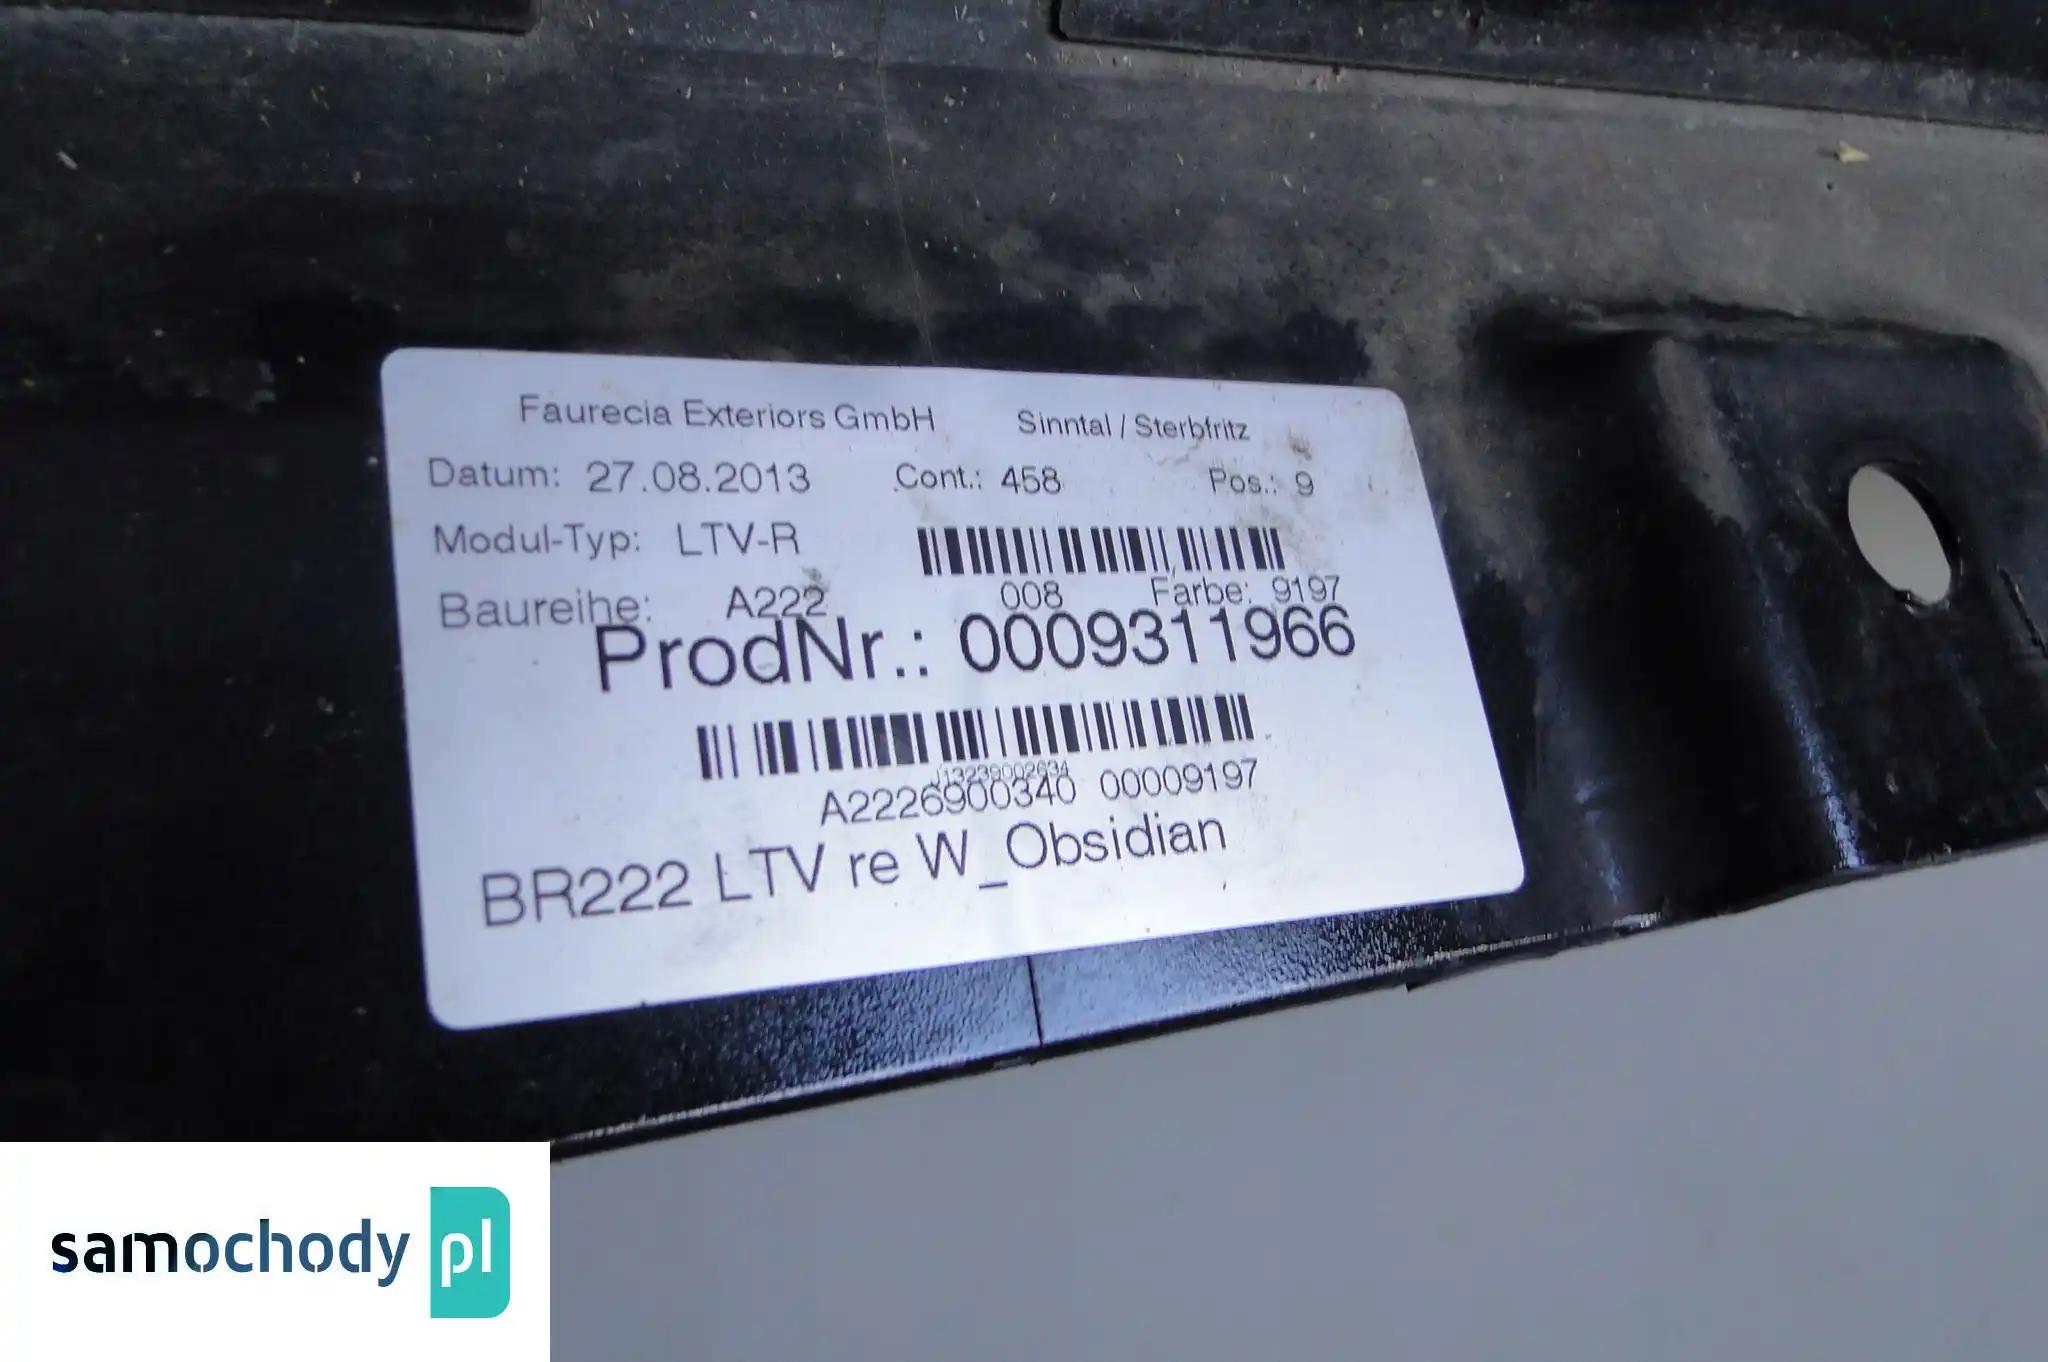 Faurecia Exteriors GmbH Sinntal / Sterbfritz
Datum: 27.08.2013 Cont.: 458 Pos.: 9
Modul-Typ: LTV-R
Baureihe: A222 008 Farbe: 9197
ProdNr.: 0009311966
J13239002634
A2226900340 00009197
BR222 LTV re W_Obsidian
samochody pl